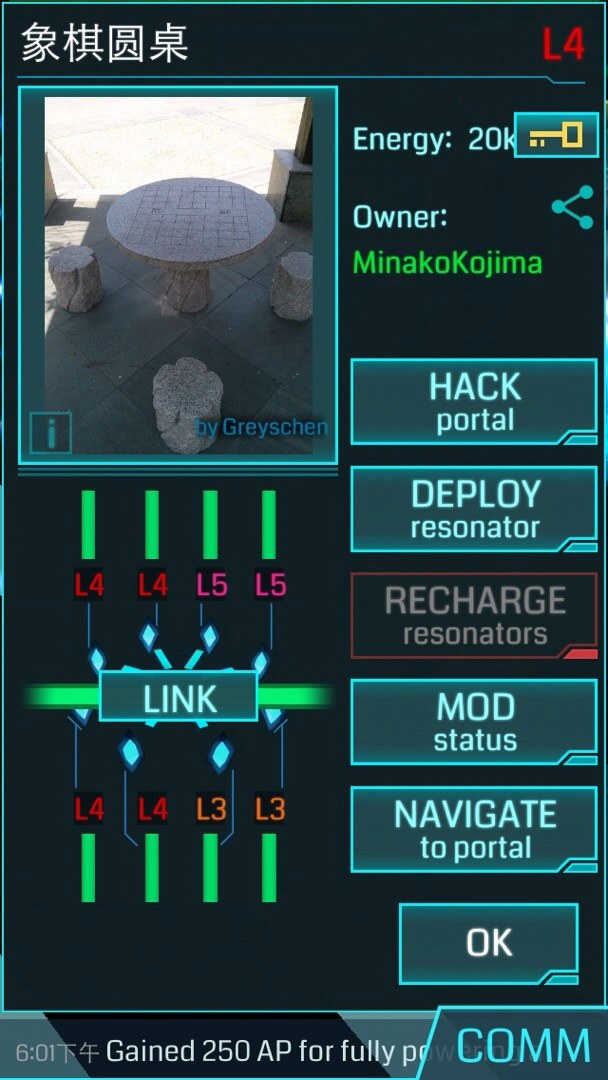 象棋圆桌
L4
Energy: 20k
Owner:
MinakoKojima
by Greyschen
i
HACK
portal
DEPLOY
resonator
RECHARGE
resonators
MOD
status
NAVIGATE
to portal
L4 L4 L5 L5
LINK
L4 L4 L3 L3
OK
6:01下午 Gained 250 AP for fully powering
COMM